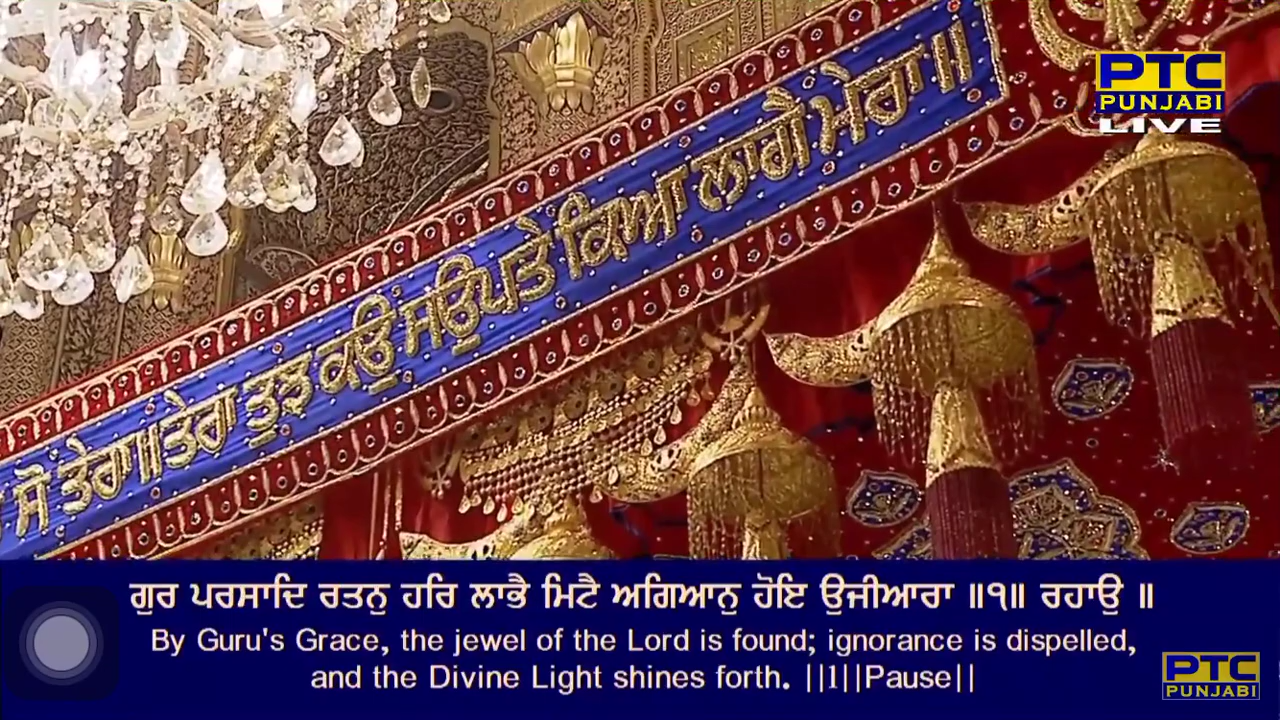 PTC
PUNJABI
LIVE
ਸੋ ਤੇਰਾ॥ ਤੇਰਾ ਤੁਝ ਕਉ ਸਉਪਤੇ ਕਿਆ ਲਾਗੈ ਮੇਰਾ॥
ਗੁਰ ਪਰਸਾਦਿ ਰਤਨੁ ਹਰਿ ਲਾਭੈ ਮਿਟੈ ਅਗਿਆਨੁ ਹੋਇ ਉਜੀਆਰਾ ॥੧॥ ਰਹਾਉ ॥
By Guru's Grace, the jewel of the Lord is found; ignorance is dispelled,
and the Divine Light shines forth. ||1||Pause||
PTC
PUNJABI